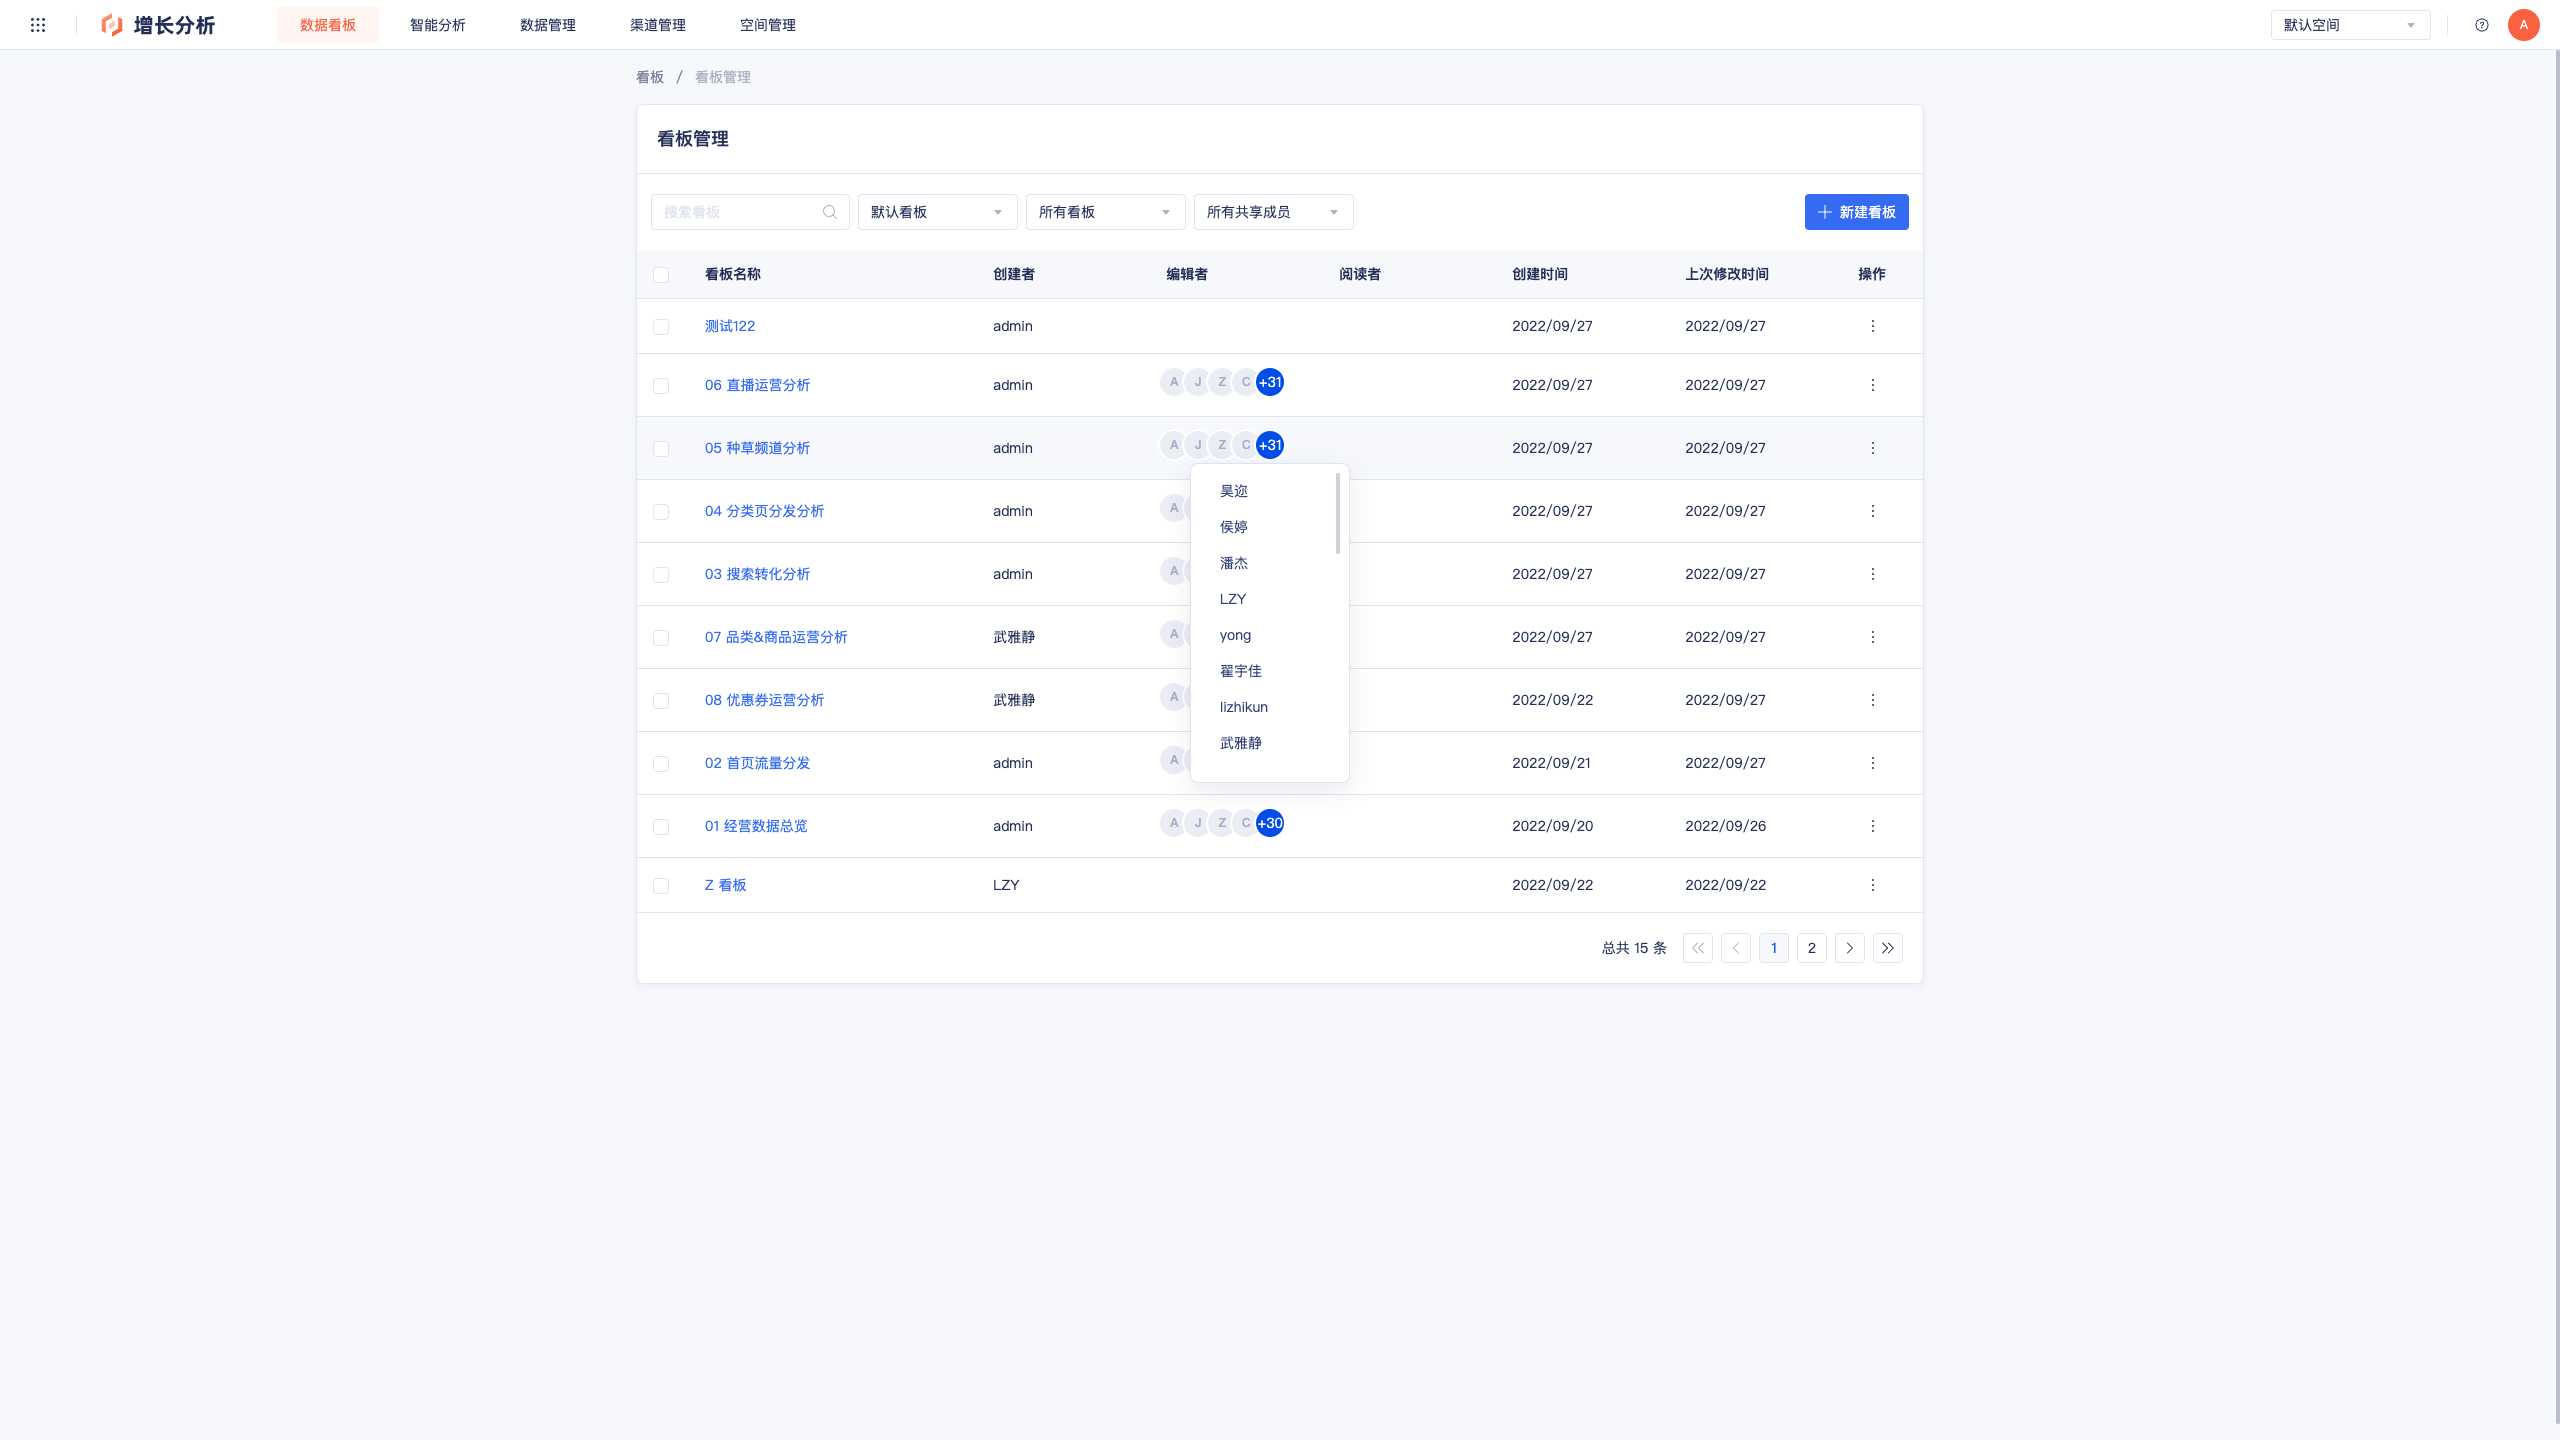 增长分析 数据看板 智能分析 数据管理 渠道管理 空间管理 默认空间 A
看板 / 看板管理
看板管理
搜索看板 默认看板 所有看板 所有共享成员 新建看板
看板名称 创建者 编辑者 阅读者 创建时间 上次修改时间 操作
测试122 admin 2022/09/27 2022/09/27
06 直播运营分析 admin A J Z C +31 2022/09/27 2022/09/27
05 种草频道分析 admin A J Z C +31 2022/09/27 2022/09/27
04 分类页分发分析 admin A 2022/09/27 2022/09/27
03 搜索转化分析 admin A 2022/09/27 2022/09/27
07 品类&商品运营分析 武雅静 A 2022/09/27 2022/09/27
08 优惠券运营分析 武雅静 A 2022/09/22 2022/09/27
02 首页流量分发 admin A 2022/09/21 2022/09/27
01 经营数据总览 admin A J Z C +30 2022/09/20 2022/09/26
Z 看板 LZY 2022/09/22 2022/09/22
昊迩
侯婷
潘杰
LZY
yong
翟宇佳
lizhikun
武雅静
总共 15 条 1 2